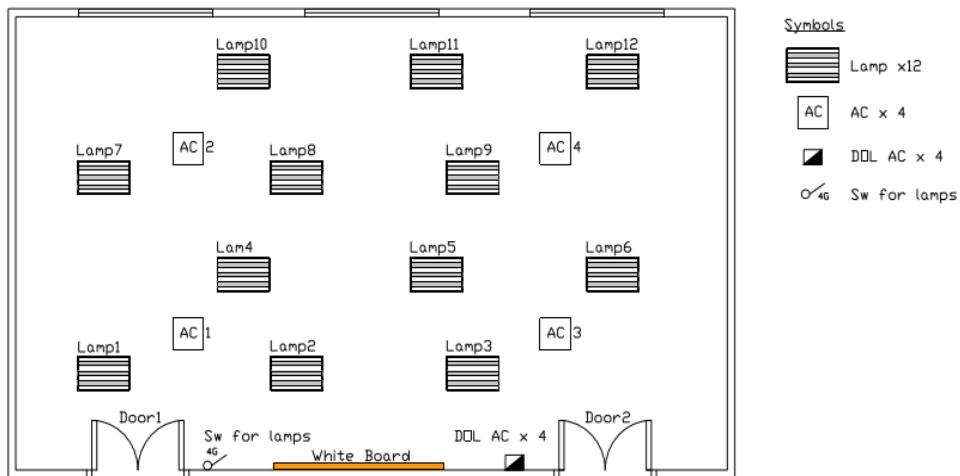 Lamp10
Lamp11
Lamp12
AC 2
AC 4
Lamp7
Lamp8
Lamp9
Lam4
Lamp5
Lamp6
AC 1
AC 3
Lamp1
Lamp2
Lamp3
Door1
Door2
Sw for lamps
4G
White Board
DOL AC x 4
Symbols
Lamp x12
AC
AC x 4
DOL AC x 4
4G
Sw for lamps